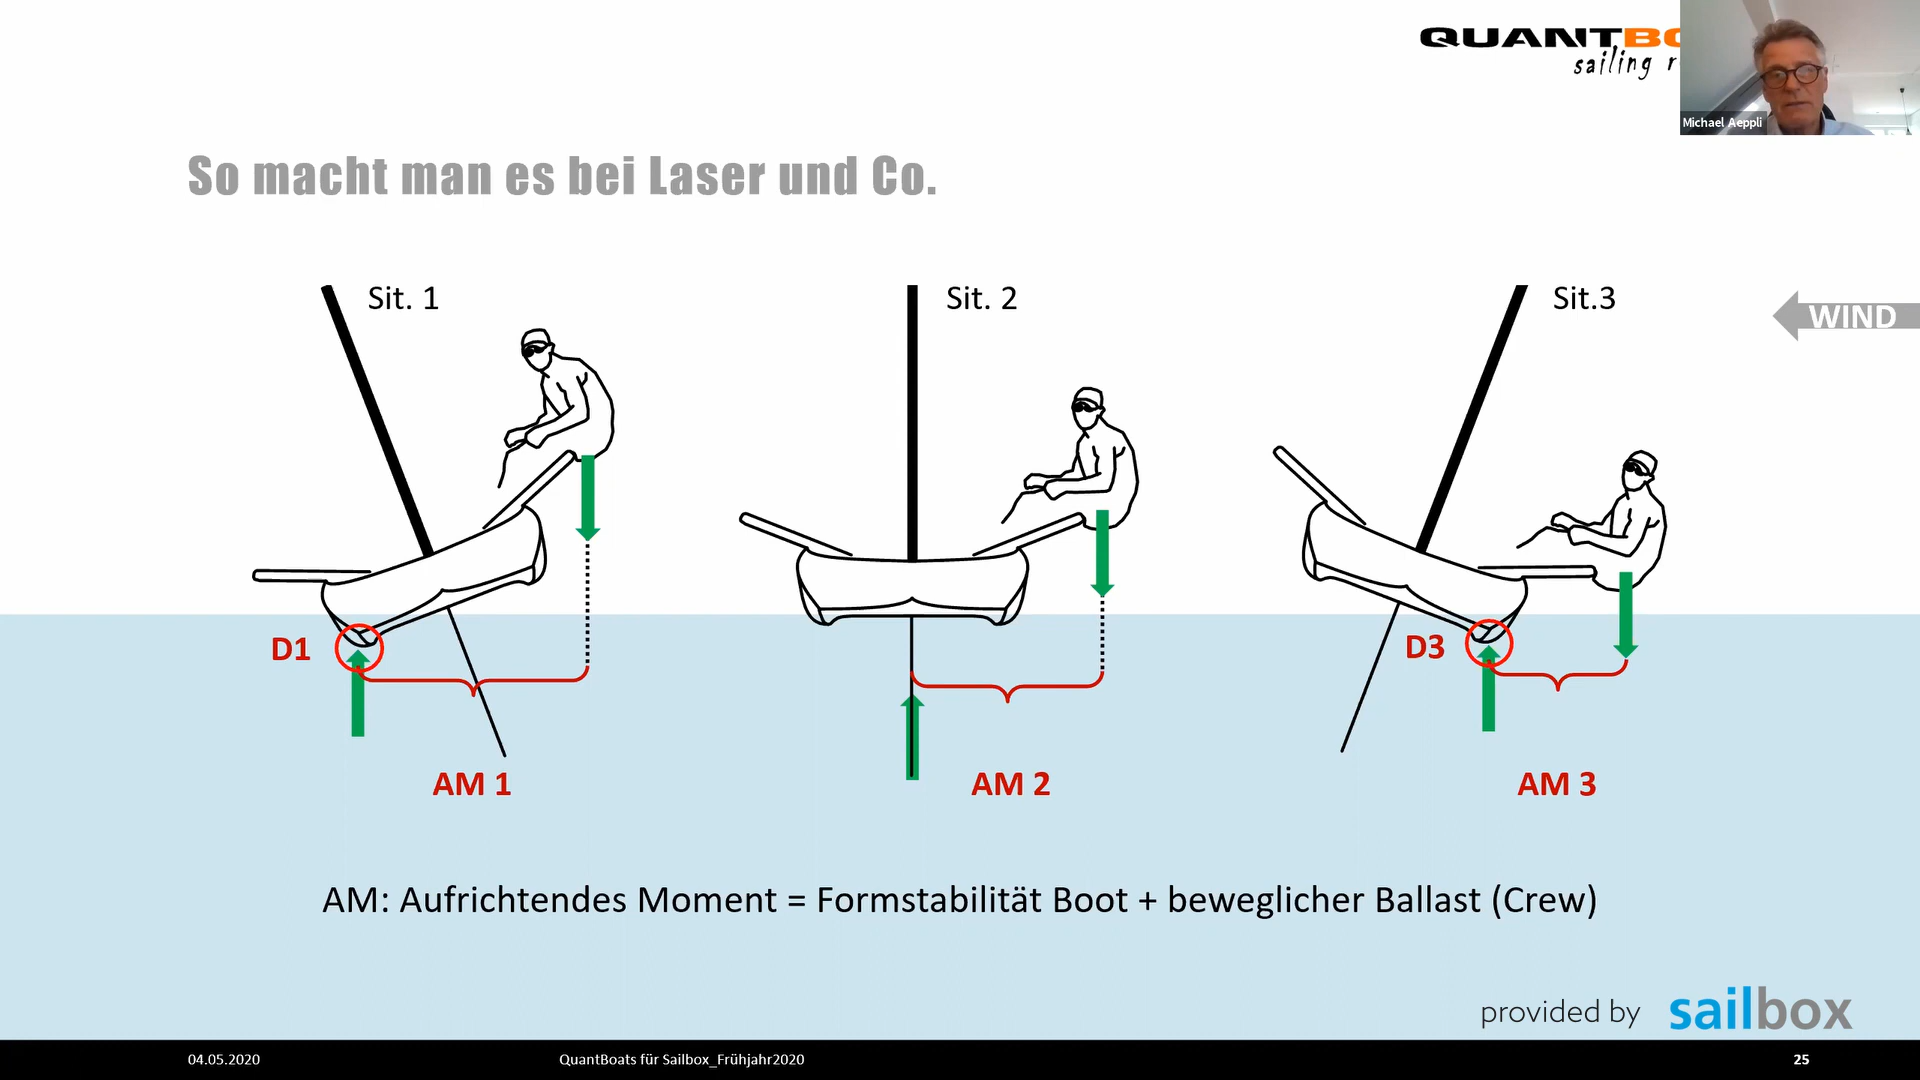 QUANTBO
sailing r
Michael Aeppli
So macht man es bei Laser und Co.
Sit. 1
Sit. 2
Sit.3
WIND
D1
D3
AM 1
AM 2
AM 3
AM: Aufrichtendes Moment = Formstabilität Boot + beweglicher Ballast (Crew)
provided by sailbox
04.05.2020
QuantBoats für Sailbox_Frühjahr2020
25